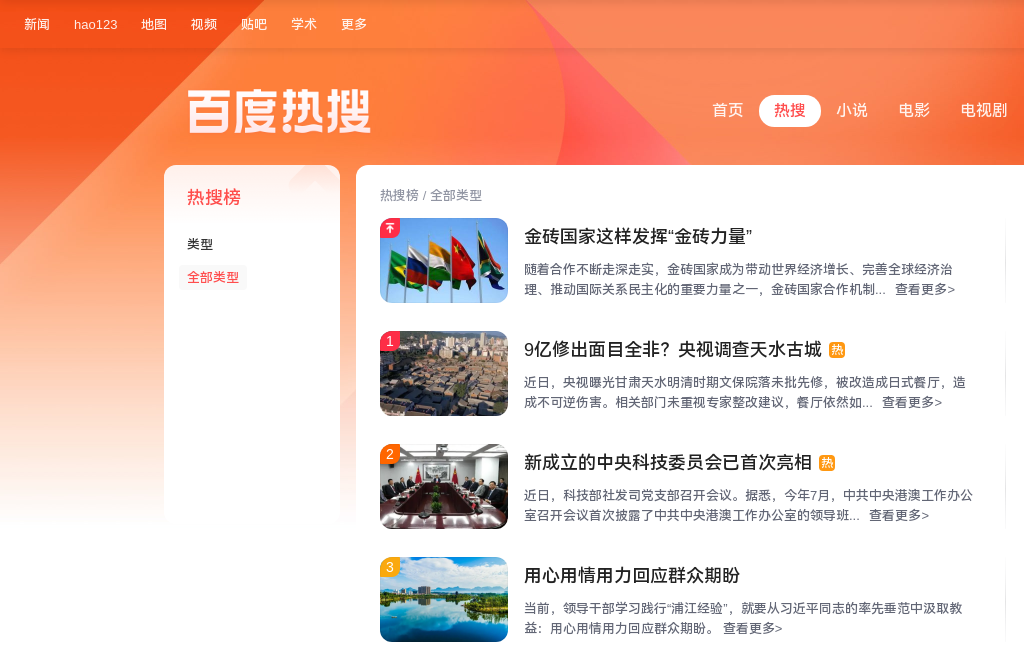 新闻 hao123 地图 视频 贴吧 学术 更多
百度热搜
首页 热搜 小说 电影 电视剧
热搜榜
类型
全部类型
热搜榜 / 全部类型
金砖国家这样发挥“金砖力量”
随着合作不断走深走实，金砖国家成为带动世界经济增长、完善全球经济治
理、推动国际关系民主化的重要力量之一，金砖国家合作机制... 查看更多>
1
9亿修出面目全非？央视调查天水古城 热
近日，央视曝光甘肃天水明清时期文保院落未批先修，被改造成日式餐厅，造
成不可逆伤害。相关部门未重视专家整改建议，餐厅依然如... 查看更多>
2
新成立的中央科技委员会已首次亮相 热
近日，科技部社发司党支部召开会议。据悉，今年7月，中共中央港澳工作办公
室召开会议首次披露了中共中央港澳工作办公室的领导班... 查看更多>
3
用心用情用力回应群众期盼
当前，领导干部学习践行“浦江经验”，就要从习近平同志的率先垂范中汲取教
益：用心用情用力回应群众期盼。 查看更多>